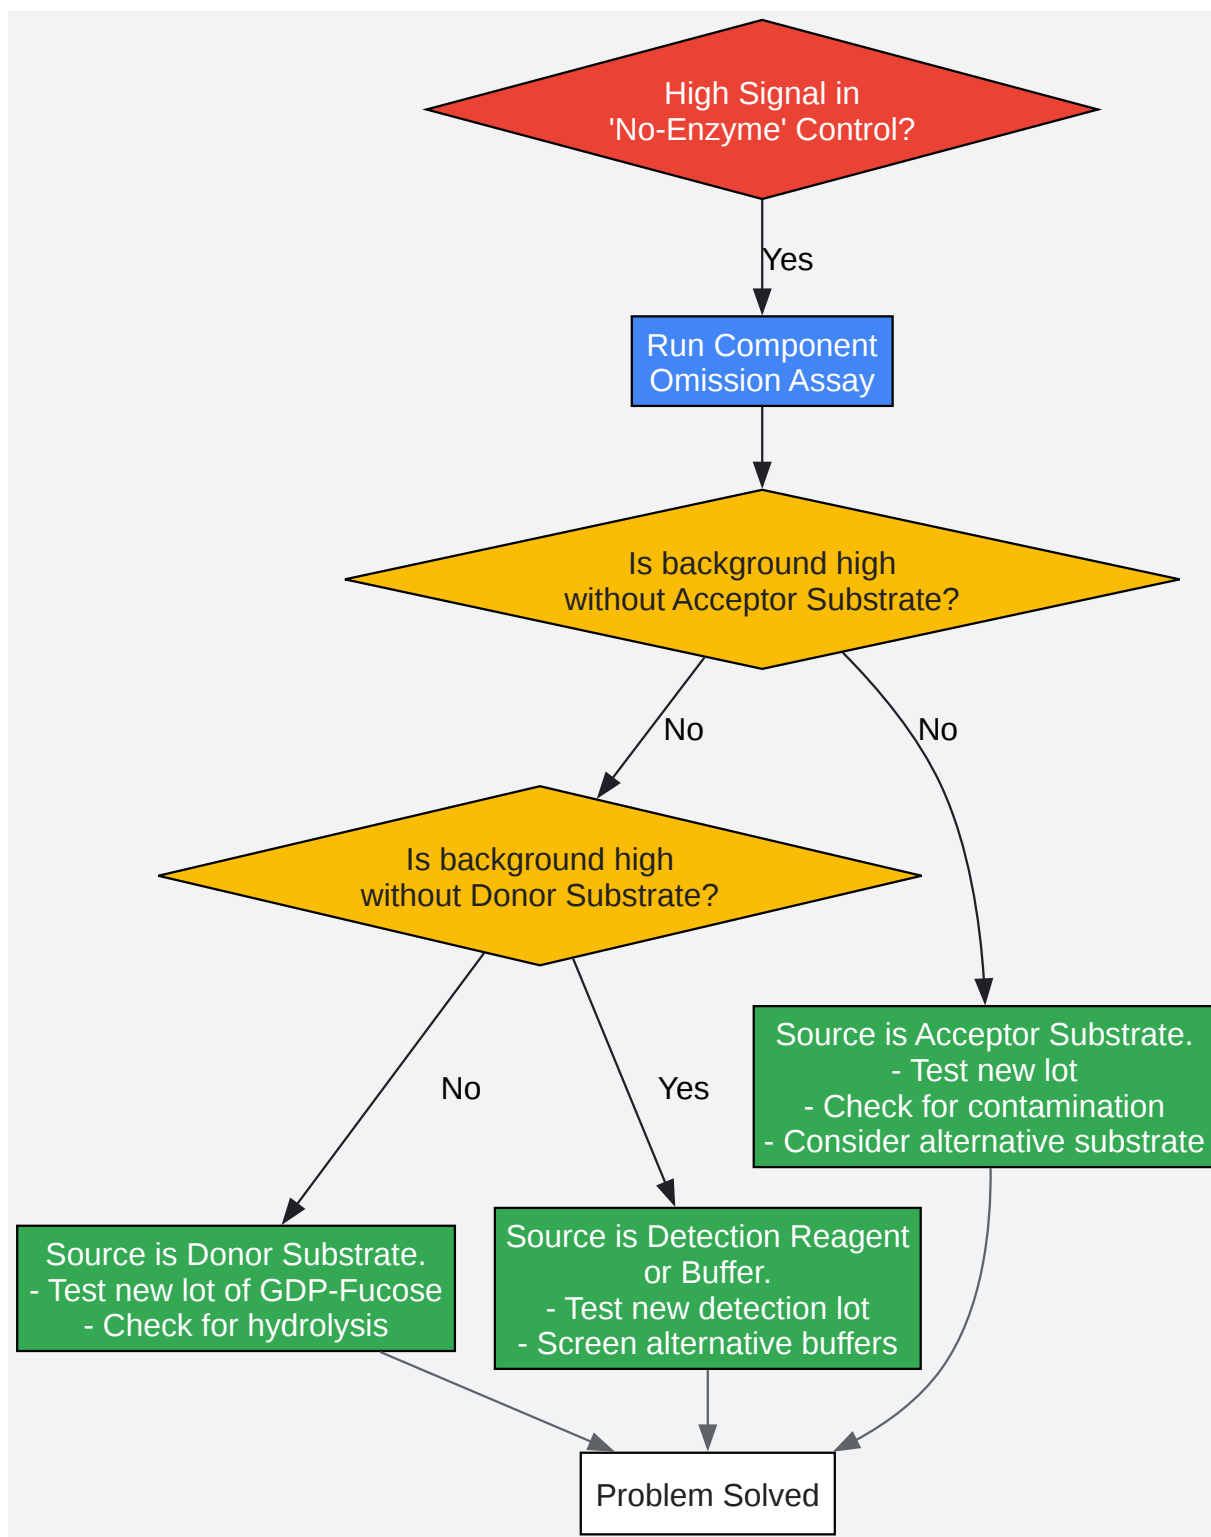 High Signal in
'No-Enzyme' Control?
Yes
Run Component
Omission Assay
Is background high
without Acceptor Substrate?
No
No
Is background high
without Donor Substrate?
No
Yes
Source is Acceptor Substrate.
- Test new lot
- Check for contamination
- Consider alternative substrate
Source is Donor Substrate.
- Test new lot of GDP-Fucose
- Check for hydrolysis
Source is Detection Reagent
or Buffer.
- Test new detection lot
- Screen alternative buffers
Problem Solved